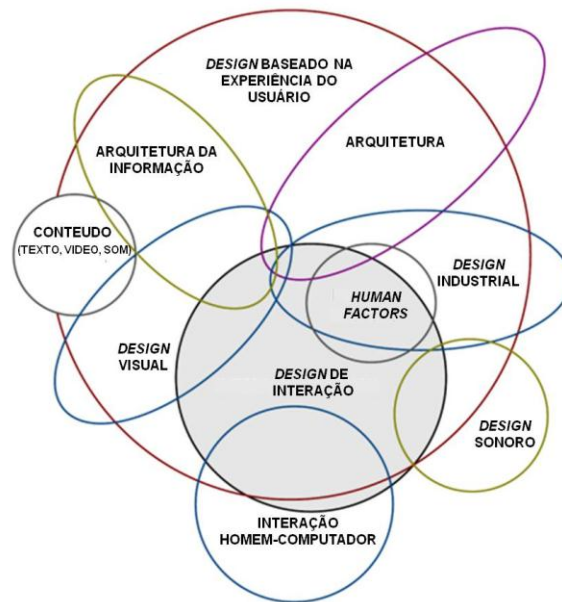 DESIGN BASEADO NA
EXPERIÊNCIA DO
USUÁRIO
ARQUITETURA
ARQUITETURA DA
INFORMAÇÃO
CONTEUDO
(TEXTO, VIDEO, SOM)
DESIGN
INDUSTRIAL
HUMAN
FACTORS
DESIGN
VISUAL
DESIGN DE
INTERAÇÃO
DESIGN
SONORO
INTERAÇÃO
HOMEM-COMPUTADOR